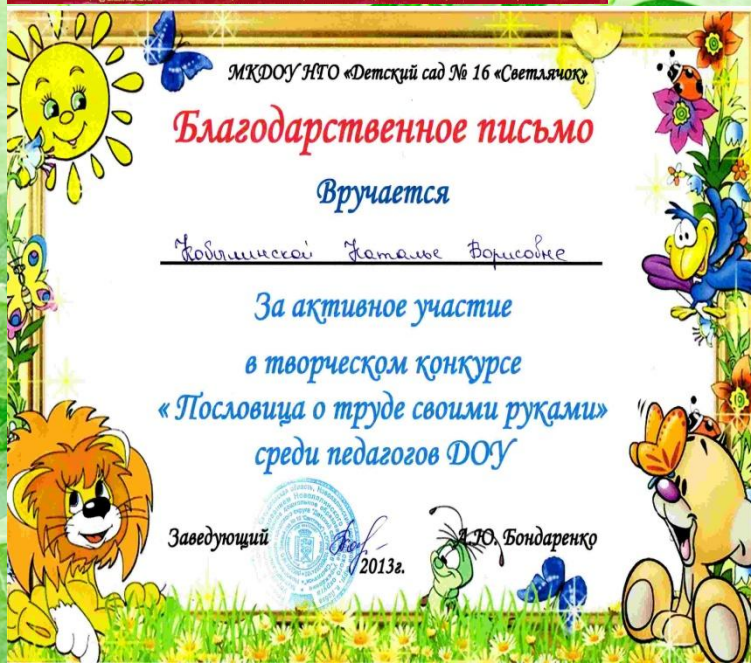 МКДОУ НГО «Детский сад № 16 «Светлячок»
Благодарственное письмо
Вручается
Кобылинской Наталье Борисовне
За активное участие
в творческом конкурсе
« Пословица о труде своими руками»
среди педагогов ДОУ
Заведующий А.Ю. Бондаренко
2013г.